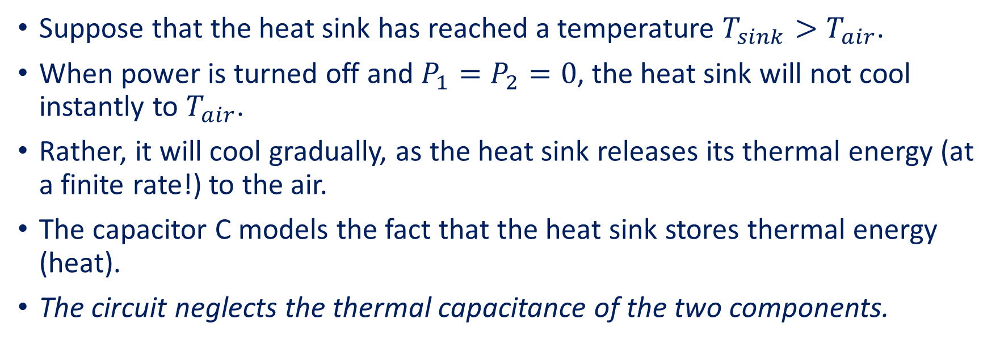 • Suppose that the heat sink has reached a temperature $T_{sink} > T_{air}$.
• When power is turned off and $P_1 = P_2 = 0$, the heat sink will not cool
instantly to $T_{air}$.
• Rather, it will cool gradually, as the heat sink releases its thermal energy (at
a finite rate!) to the air.
• The capacitor C models the fact that the heat sink stores thermal energy
(heat).
• The circuit neglects the thermal capacitance of the two components.